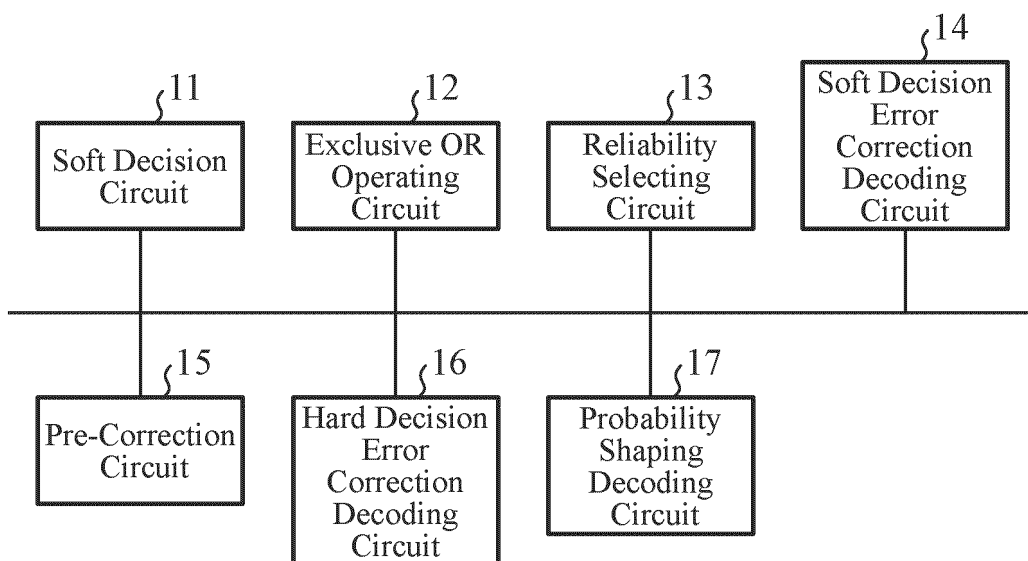 11
Soft Decision
Circuit
12
Exclusive OR
Operating
Circuit
13
Reliability
Selecting
Circuit
14
Soft Decision
Error
Correction
Decoding
Circuit
15
Pre-Correction
Circuit
16
Hard Decision
Error
Correction
Decoding
Circuit
17
Probability
Shaping
Decoding
Circuit